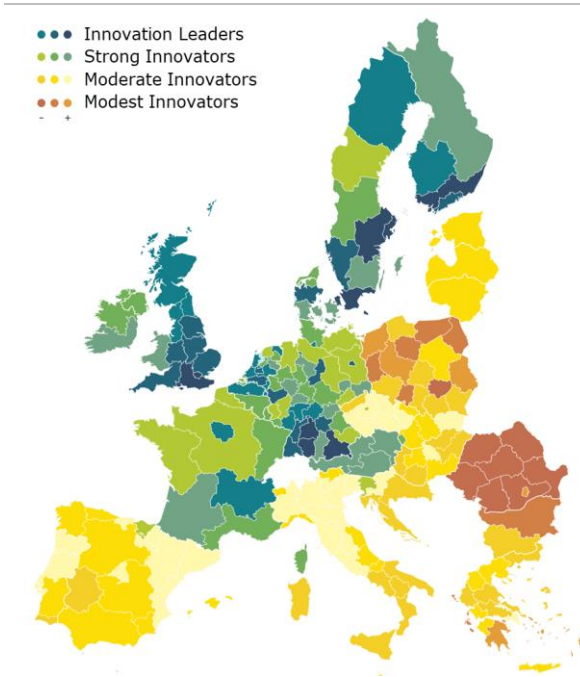 Innovation Leaders
Strong Innovators
Moderate Innovators
Modest Innovators
- +